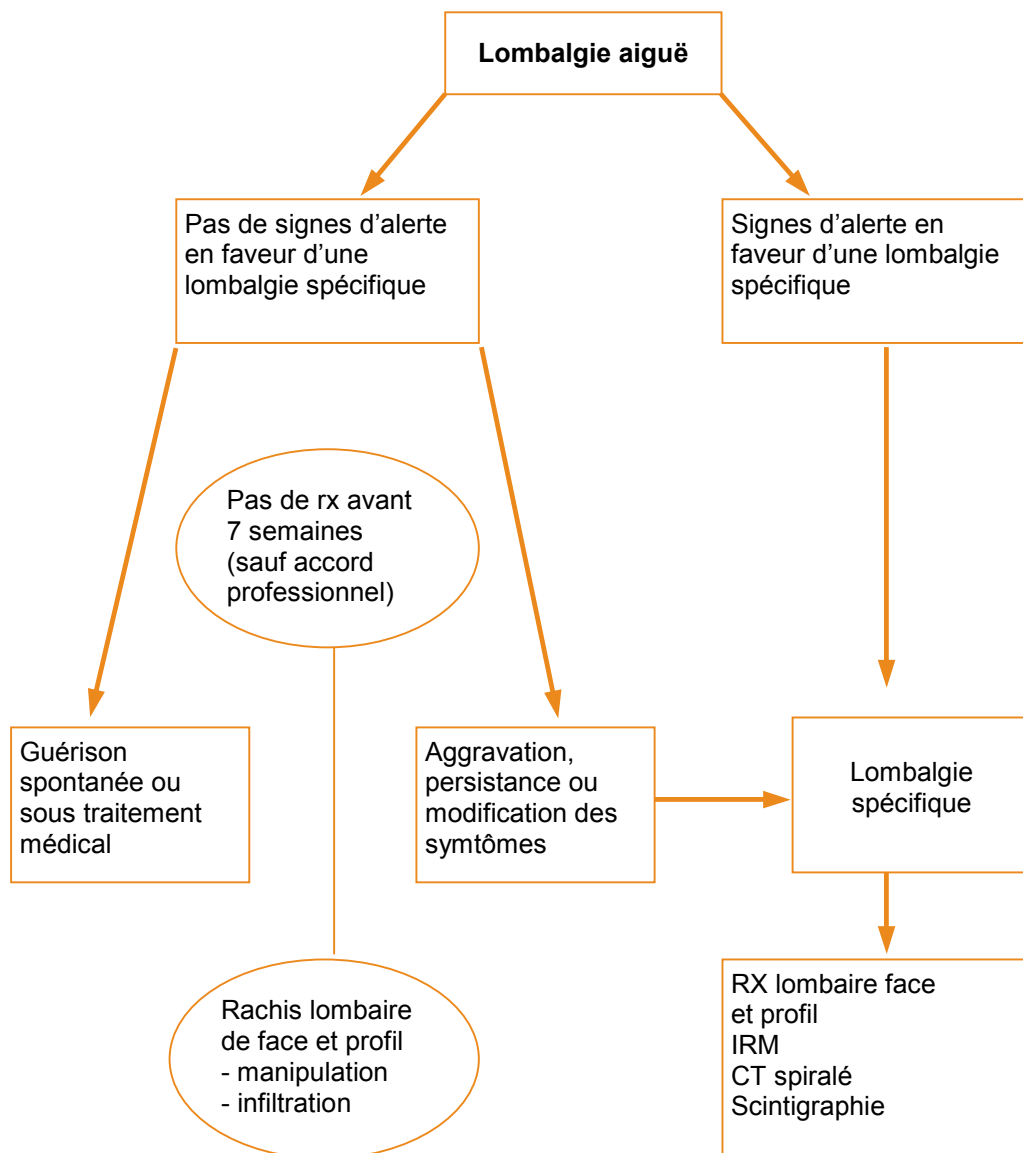 Lombalgie aiguë
Pas de signes d’alerte
en faveur d’une
lombalgie spécifique
Signes d’alerte en
faveur d’une lombalgie
spécifique
Pas de rx avant
7 semaines
(sauf accord
professionnel)
Guérison
spontanée ou
sous traitement
médical
Aggravation,
persistance ou
modification des
symtômes
Lombalgie
spécifique
Rachis lombaire
de face et profil
- manipulation
- infiltration
RX lombaire face
et profil
IRM
CT spiralé
Scintigraphie